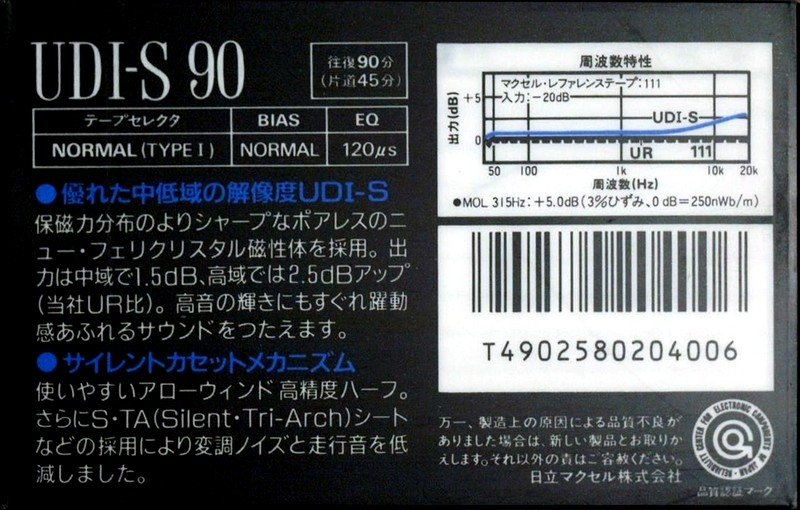 UDI-S 90
往復90分
(片道45分)
テープセレクタ BIAS EQ
NORMAL (TYPE I) NORMAL 120μs
●優れた中低域の解像度UDI-S
保磁力分布のよりシャープなポアレスのニ
ュー・フェリクリスタル磁性体を採用。出
力は中域で1.5dB、高域では2.5dBアップ
(当社UR比)。高音の輝きにもすぐれ躍動
感あふれるサウンドをつたえます。
●サイレントカセットメカニズム
使いやすいアローウィンド 高精度ハーフ。
さらにS・TA(Silent・Tri-Arch)シート
などの採用により変調ノイズと走行音を低
減しました。
周波数特性
マクセル・レファレンステープ:111
入力:-20dB
出力(dB)
+5
0
UDI-S
UR 111
50 100 1k 10k 20k
周波数(Hz)
●MOL 315Hz:+5.0dB(3%ひずみ、0 dB=250nWb/m)
T4902580204006
万一、製造上の原因による品質不良が
ありました場合は、新しい製品とお取りか
えします。それ以外の責はご容赦ください。
日立マクセル株式会社
RELIABILITY CENTER FOR ELECTRONIC COMPONENTS OF JAPAN
品質認証マーク